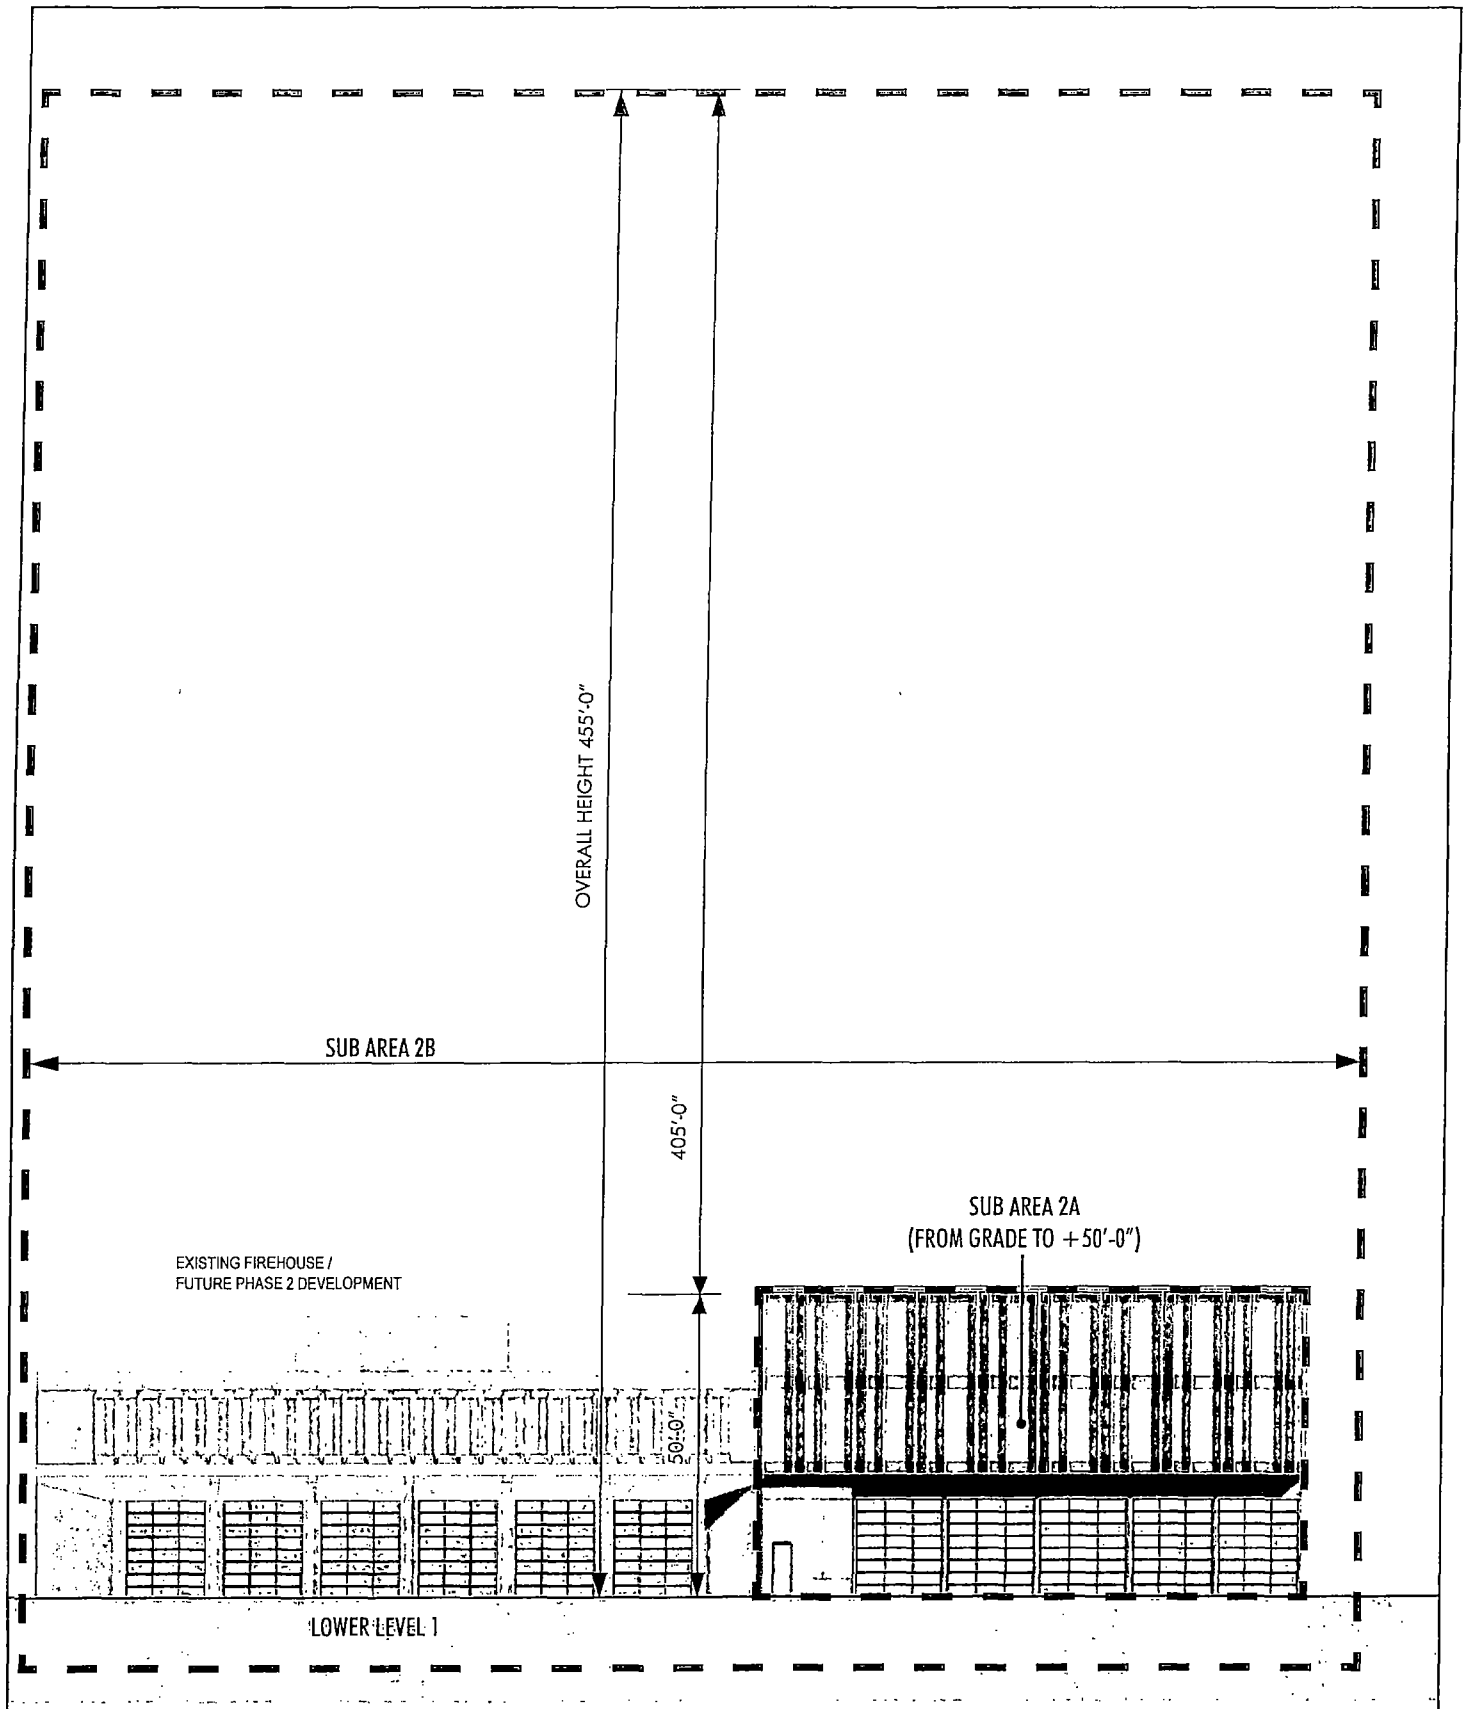 OVERALL HEIGHT 455'-0"
SUB AREA 2B
405'-0"
SUB AREA 2A
(FROM GRADE TO +50'-0")
EXISTING FIREHOUSE /
FUTURE PHASE 2 DEVELOPMENT
50'-0"
LOWER LEVEL 1